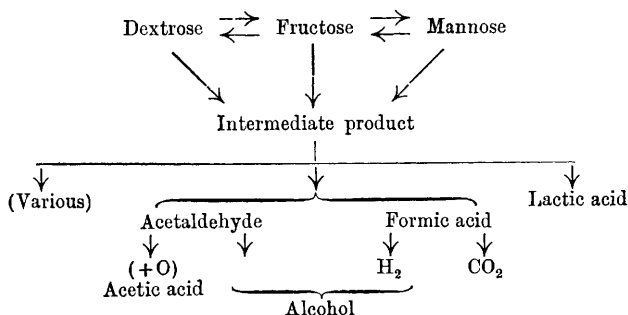 Dextrose Fructose Mannose
Intermediate product
(Various) Lactic acid
Acetaldehyde Formic acid
(+O) H₂ CO₂
Acetic acid
Alcohol